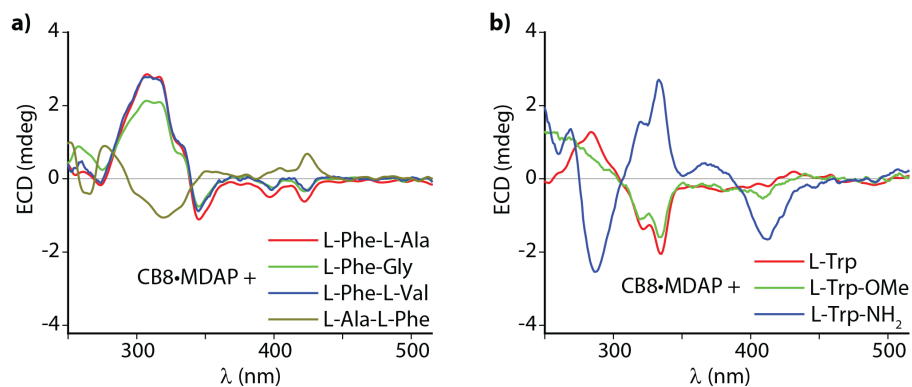 a)
4
2
0
-2
-4
ECD (mdeg)
300
400
500
λ (nm)
CB8•MDAP +
L-Phe-L-Ala
L-Phe-Gly
L-Phe-L-Val
L-Ala-L-Phe
b)
4
2
0
-2
-4
ECD (mdeg)
300
400
500
λ (nm)
CB8•MDAP +
L-Trp
L-Trp-OMe
L-Trp-NH₂